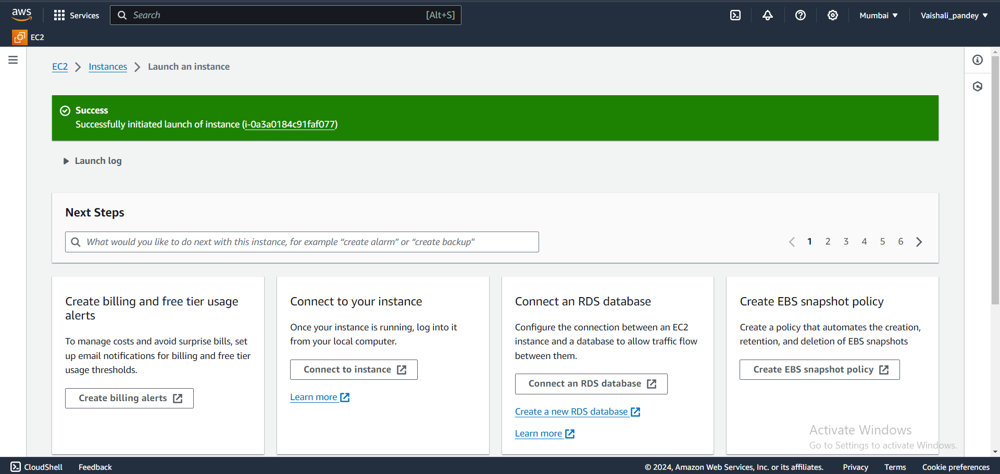 aws
Services
Search
[Alt+S]
Mumbai
Vaishali_pandey
EC2
EC2
Instances
Launch an instance
Success
Successfully initiated launch of instance (i-0a3a0184c91faf077)
Launch log
Next Steps
What would you like to do next with this instance, for example “create alarm” or “create backup"
1 2 3 4 5 6
Create billing and free tier usage
alerts
To manage costs and avoid surprise bills, set
up email notifications for billing and free tier
usage thresholds.
Create billing alerts
Connect to your instance
Once your instance is running, log into it
from your local computer.
Connect to instance
Learn more
Connect an RDS database
Configure the connection between an EC2
instance and a database to allow traffic flow
between them.
Connect an RDS database
Create a new RDS database
Learn more
Create EBS snapshot policy
Create a policy that automates the creation,
retention, and deletion of EBS snapshots
Create EBS snapshot policy
Activate Windows
Go to Settings to activate Windows.
CloudShell
Feedback
© 2024, Amazon Web Services, Inc. or its affiliates.
Privacy
Terms
Cookie preferences